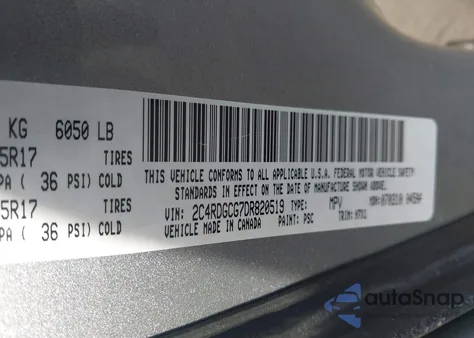 KG 6050 LB
5R17 TIRES
PA ( 36 PSI) COLD
5R17 TIRES
PA ( 36 PSI) COLD
THIS VEHICLE CONFORMS TO ALL APPLICABLE U.S.A. FEDERAL MOTOR VEHICLE SAFETY
STANDARDS IN EFFECT ON THE DATE OF MANUFACTURE SHOWN ABOVE.
VIN: 2C4RDGCG7DR820519 TYPE: MPV
VEHICLE MADE IN CANADA PAINT: PSC TRIM:
autoSnap